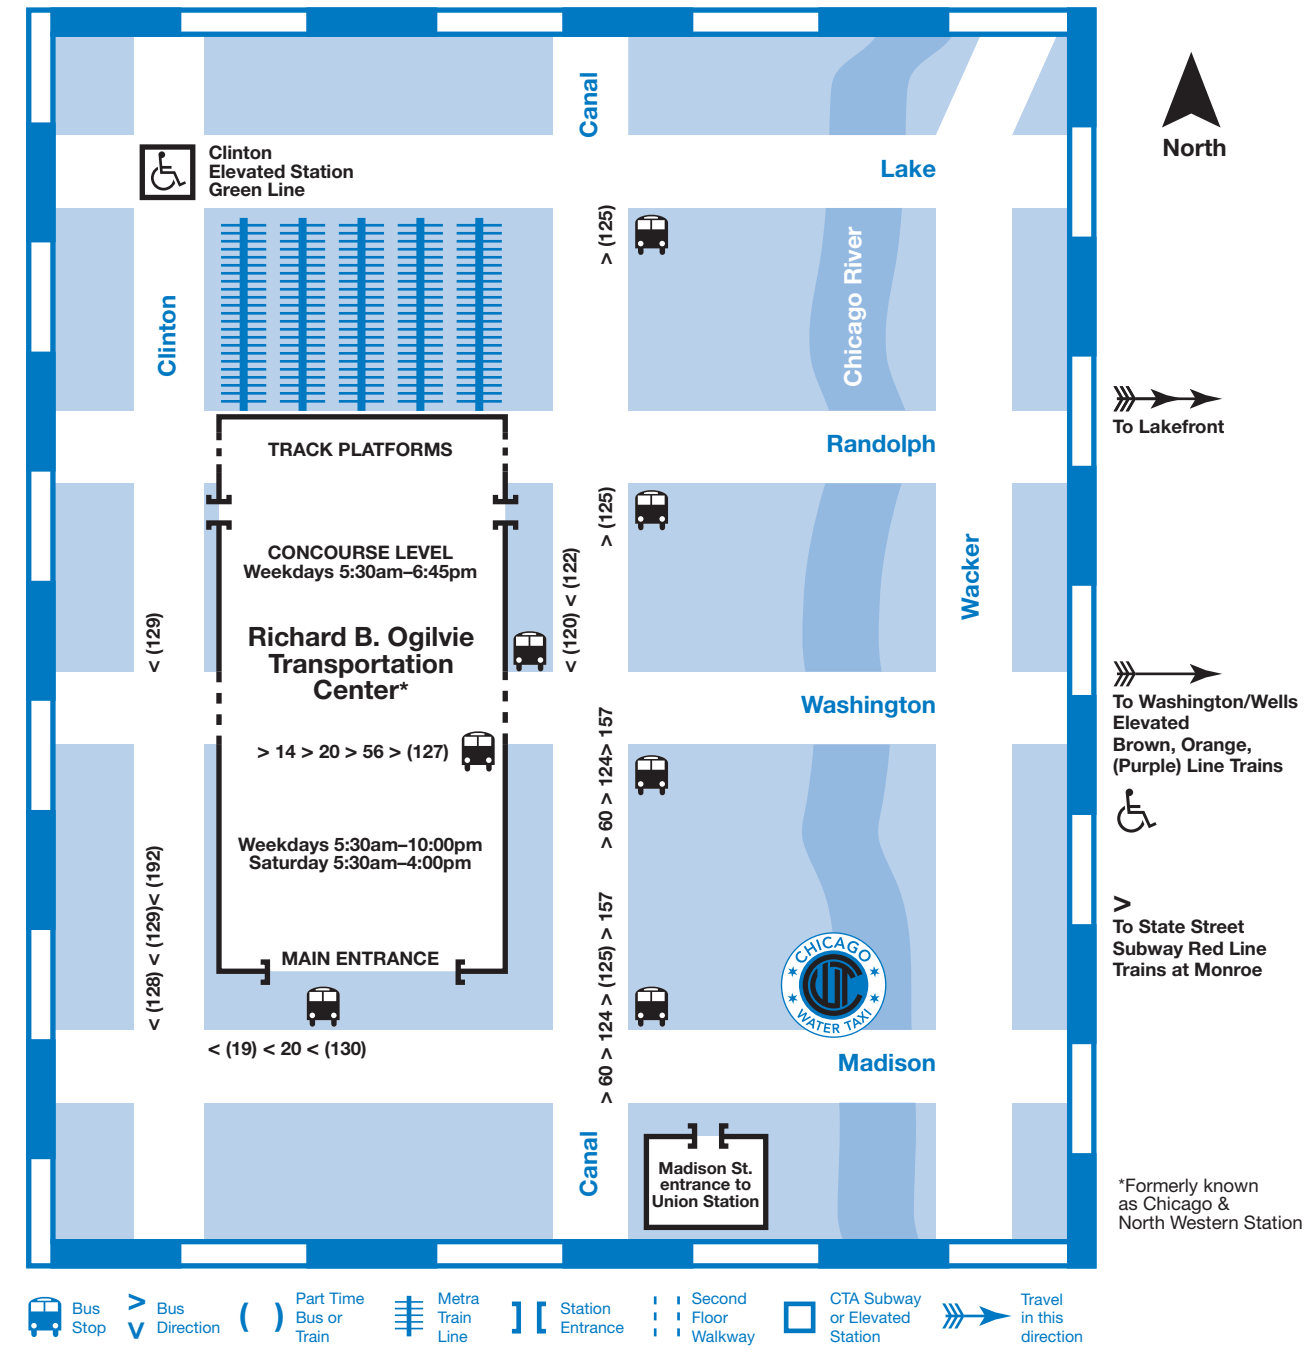 Canal
North
Clinton
Elevated Station
Green Line
Lake
> (125)
Chicago River
Clinton
To Lakefront
TRACK PLATFORMS
Randolph
> (125)
CONCOURSE LEVEL
Weekdays 5:30am–6:45pm
< (120) < (122)
Wacker
< (129)
Richard B. Ogilvie
Transportation
Center*
Washington
To Washington/Wells
Elevated
Brown, Orange,
(Purple) Line Trains
> 14 > 20 > 56 > (127)
> 60 > 124> 157
Weekdays 5:30am–10:00pm
Saturday 5:30am–4:00pm
< (128) < (129)< (192)
> 60 > 124 > (125) > 157
>
To State Street
Subway Red Line
Trains at Monroe
MAIN ENTRANCE
CHICAGO
WATER TAXI
< (19) < 20 < (130)
Madison
Canal
Madison St.
entrance to
Union Station
*Formerly known
as Chicago &
North Western Station
Bus
Stop
> <
Bus
Direction
( )
Part Time
Bus or
Train
Metra
Train
Line
Station
Entrance
Second
Floor
Walkway
CTA Subway
or Elevated
Station
Travel
in this
direction